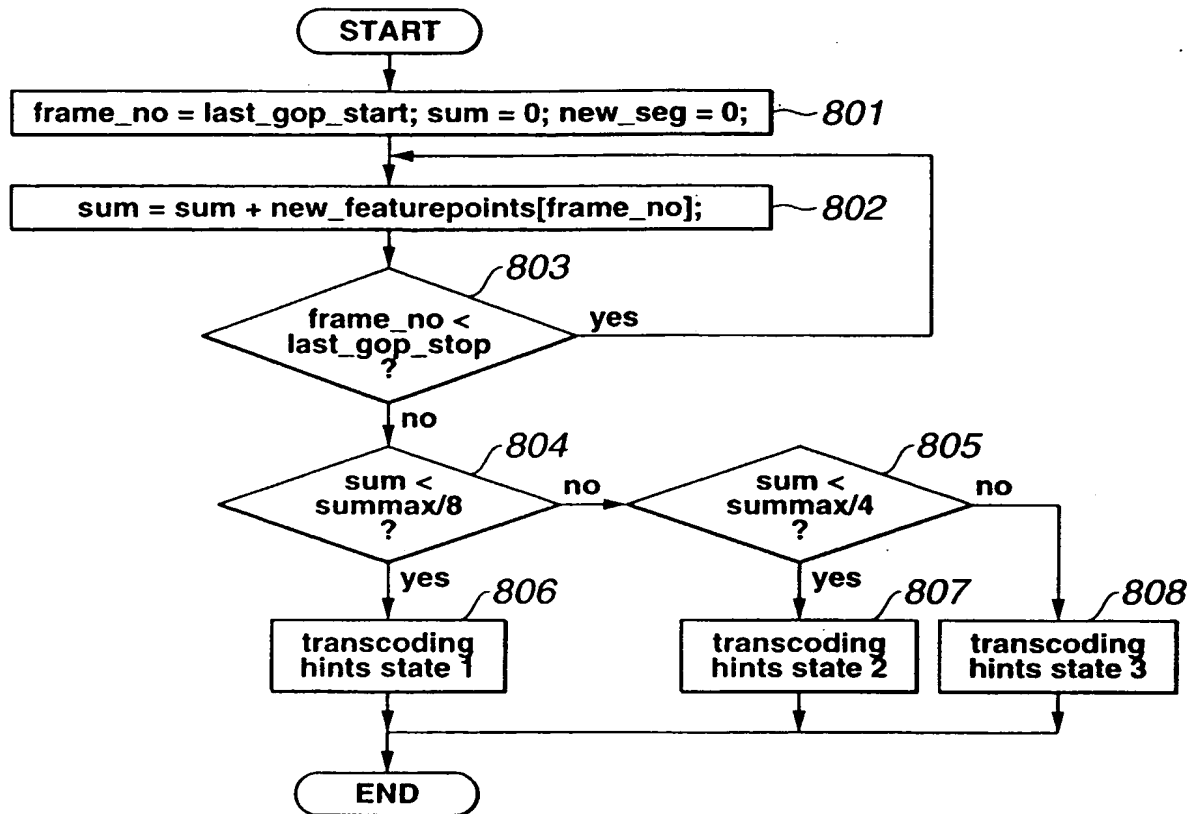 START
frame_no = last_gop_start; sum = 0; new_seg = 0;
801
sum = sum + new_featurepoints[frame_no];
802
803
frame_no <
last_gop_stop
?
yes
no
804
sum <
summax/8
?
no
805
sum <
summax/4
?
no
yes
yes
806
transcoding
hints state 1
807
transcoding
hints state 2
808
transcoding
hints state 3
END